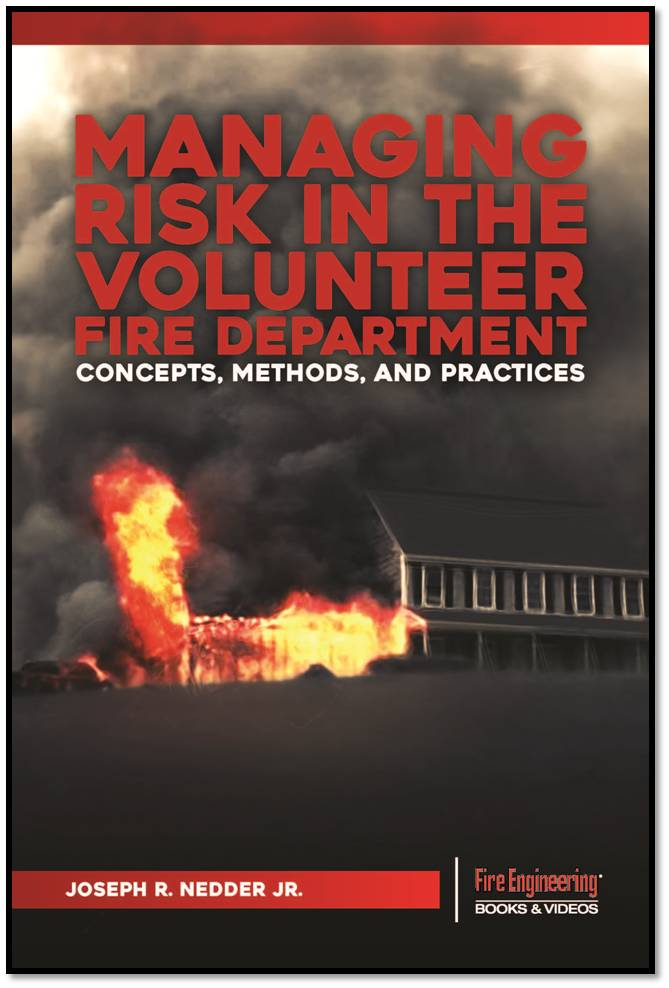 MANAGING
RISK IN THE
VOLUNTEER
FIRE DEPARTMENT
CONCEPTS, METHODS, AND PRACTICES
JOSEPH R. NEDDER JR.
Fire Engineering®
BOOKS & VIDEOS